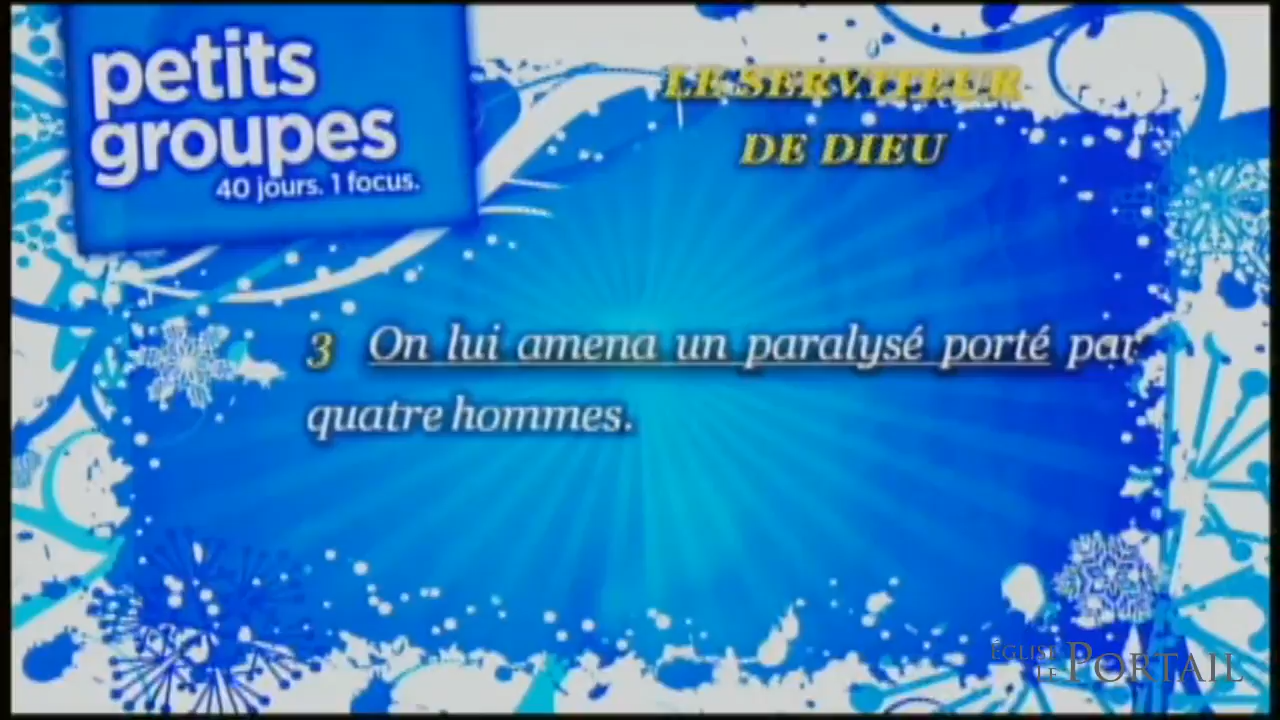 petits
groupes
40 jours. 1 focus.
LE SERVITEUR
DE DIEU
3 On lui amena un paralysé porté par
quatre hommes.
ÉGLISE
LE PORTAIL